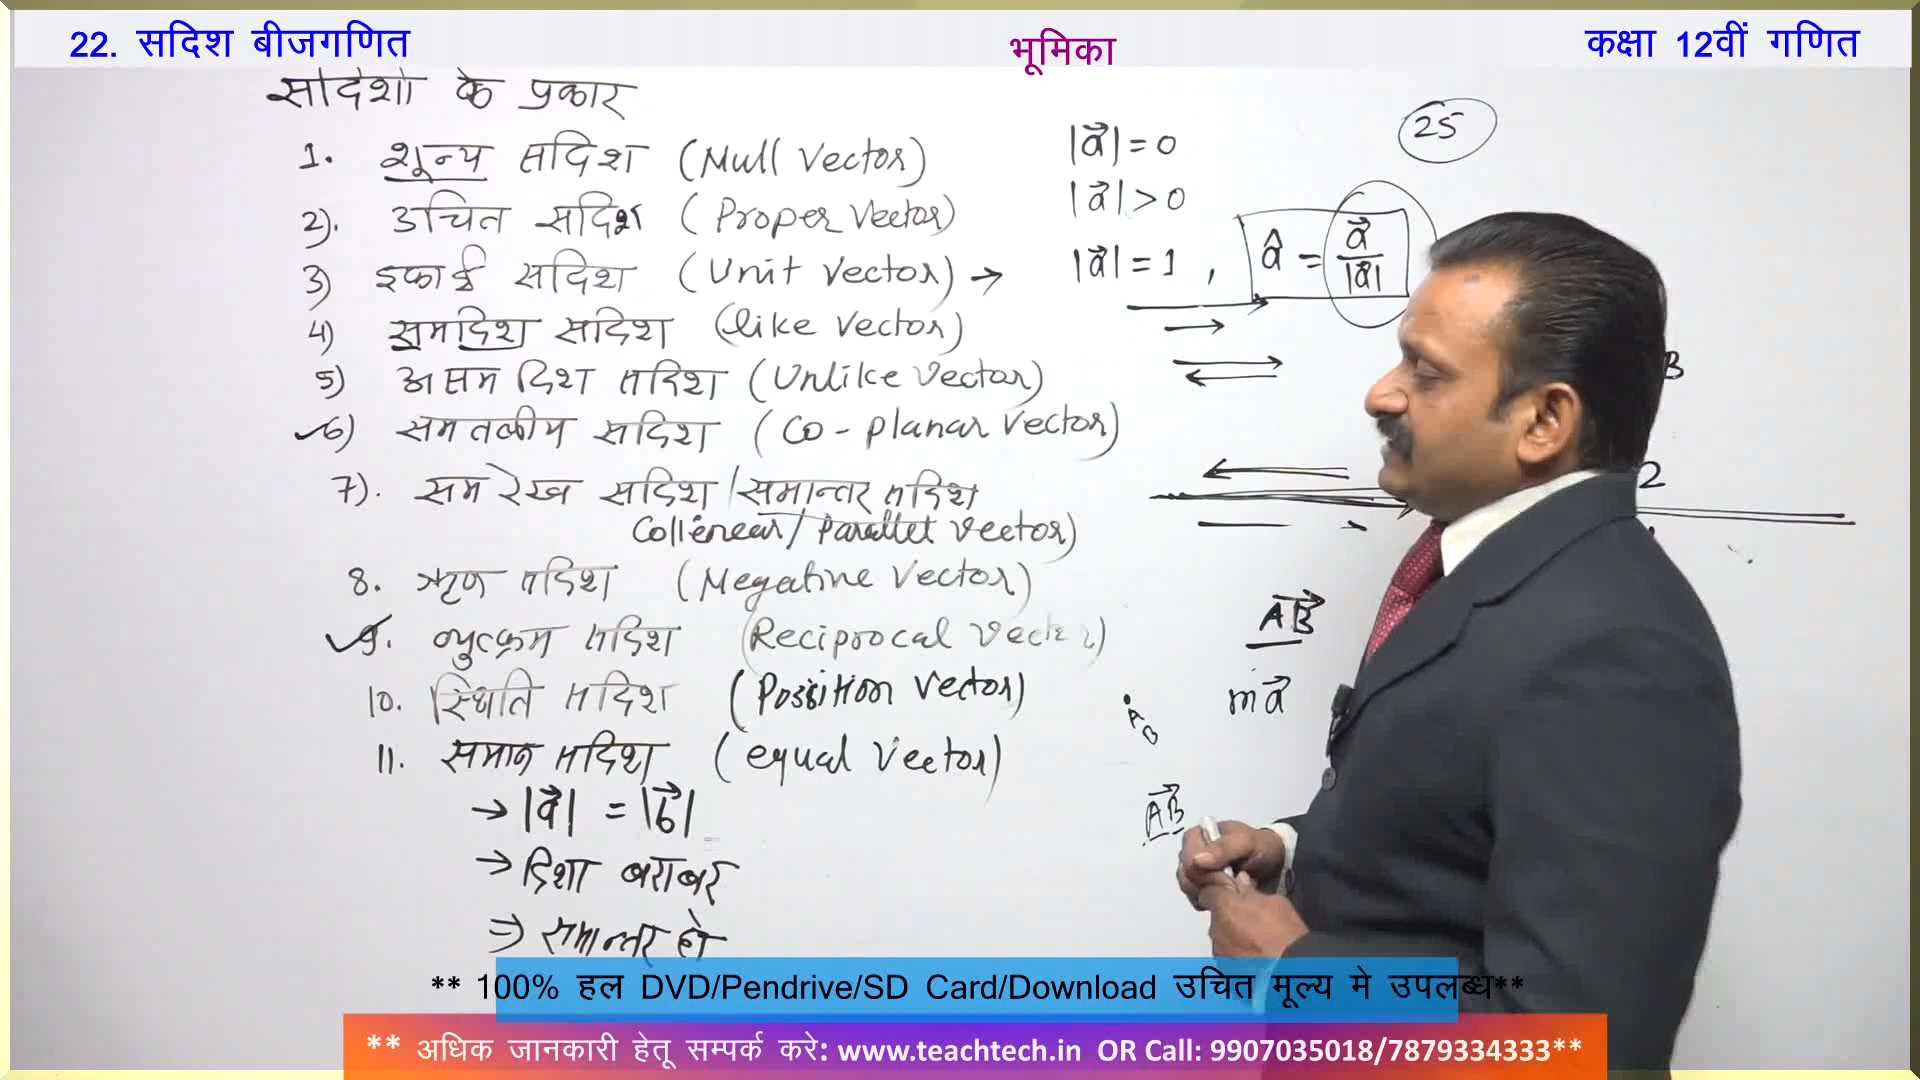 22. सदिश बीजगणित
भूमिका
कक्षा 12वीं गणित
सदिशों के प्रकार
25
1. शून्य सदिश (Null Vector) |a⃗| = 0
2). उचित सदिश (Proper Vector) |a⃗| > 0
3) इकाई सदिश (Unit Vector) → |a⃗| = 1 , â = a⃗/|a⃗|
4) समदिश सदिश (like Vector)
5) असमदिश सदिश (Unlike Vector)
B
6) समतलीय सदिश (Co-planar Vector)
7). समरेख सदिश/समान्तर सदिश
2
Collinear/Parallel Vector)
8. ऋण सदिश (Negative Vector)
AB⃗
9. व्युत्क्रम सदिश (Reciprocal Vector)
10. स्थिति सदिश (Position Vector)
ma⃗
A
B
11. समान सदिश (equal Vector)
→ |a⃗| = |b⃗|
AB⃗
→ दिशा बराबर
⇒ समान्तर हो
** 100% हल DVD/Pendrive/SD Card/Download उचित मूल्य मे उपलब्ध**
** अधिक जानकारी हेतू सम्पर्क करे: www.teachtech.in OR Call: 9907035018/7879334333**